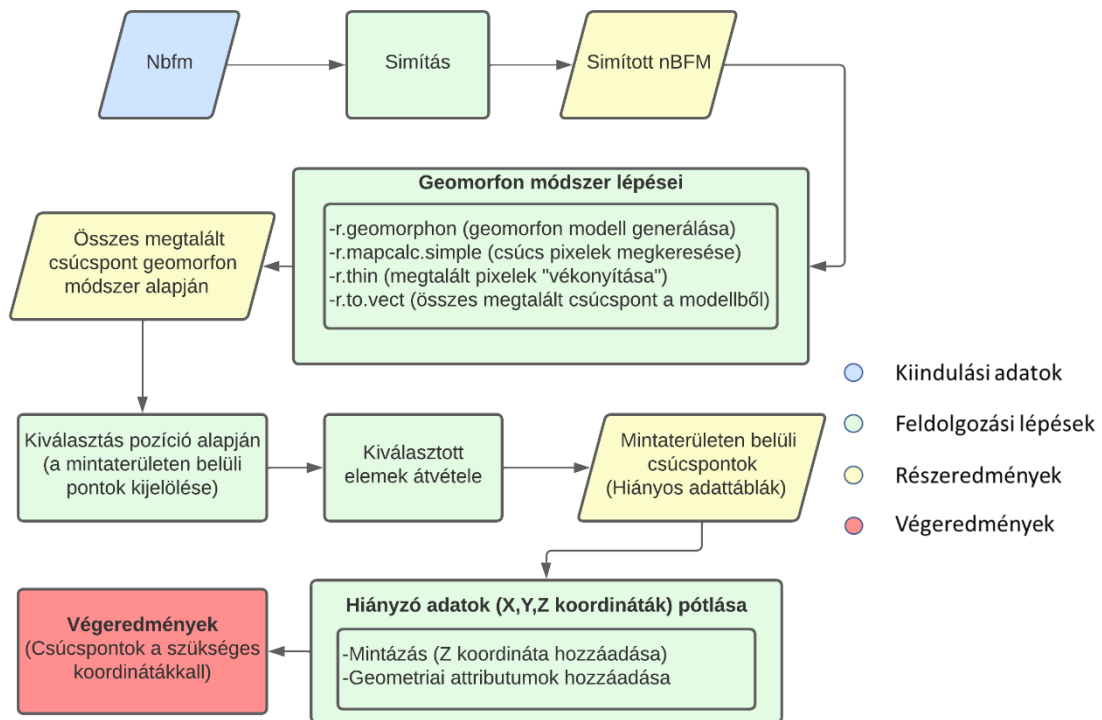 Nbfm
Simítás
Simított nBFM
Geomorfon módszer lépései
-r.geomorphon (geomorfon modell generálása)
-r.mapcalc.simple (csúcs pixelek megkeresése)
-r.thin (megtalált pixelek "vékonyítása")
-r.to.vect (összes megtalált csúcspont a modellből)
Összes megtalált
csúcspont geomorfon
módszer alapján
Kiválasztás pozíció alapján
(a mintaterületen belüli
pontok kijelölése)
Kiválasztott
elemek átvétele
Mintaterületen belüli
csúcspontok
(Hiányos adattáblák)
Kiindulási adatok
Feldolgozási lépések
Részeredmények
Végeredmények
Hiányzó adatok (X,Y,Z koordináták) pótlása
-Mintázás (Z koordináta hozzáadása)
-Geometriai attributumok hozzáadása
Végeredmények
(Csúcspontok a szükséges
koordinátákkall)